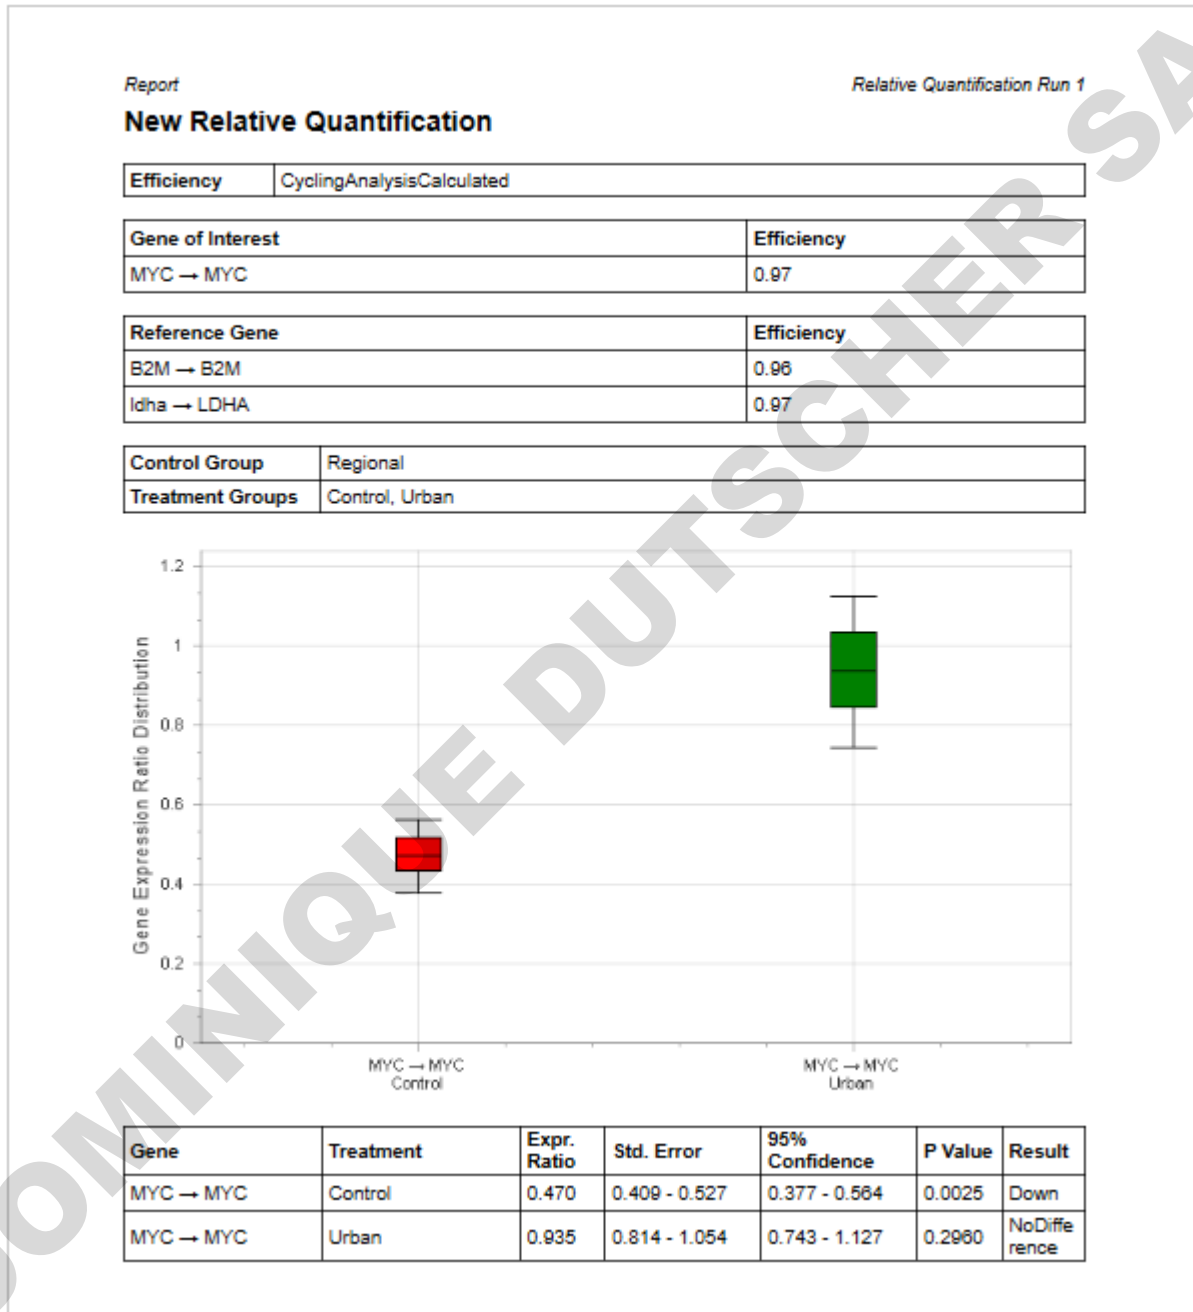 Report Relative Quantification Run 1
New Relative Quantification
Efficiency CyclingAnalysisCalculated
Gene of Interest Efficiency
MYC → MYC 0.97
Reference Gene Efficiency
B2M → B2M 0.96
ldha → LDHA 0.97
Control Group Regional
Treatment Groups Control, Urban
Gene Expression Ratio Distribution
1.2
1
0.8
0.6
0.4
0.2
0
MYC → MYC MYC → MYC
Control Urban
Gene Treatment Expr. Ratio Std. Error 95% Confidence P Value Result
MYC → MYC Control 0.470 0.409 - 0.527 0.377 - 0.564 0.0025 Down
MYC → MYC Urban 0.935 0.814 - 1.054 0.743 - 1.127 0.2960 NoDiffe
rence
DOMINIQUE DUTSCHER SA